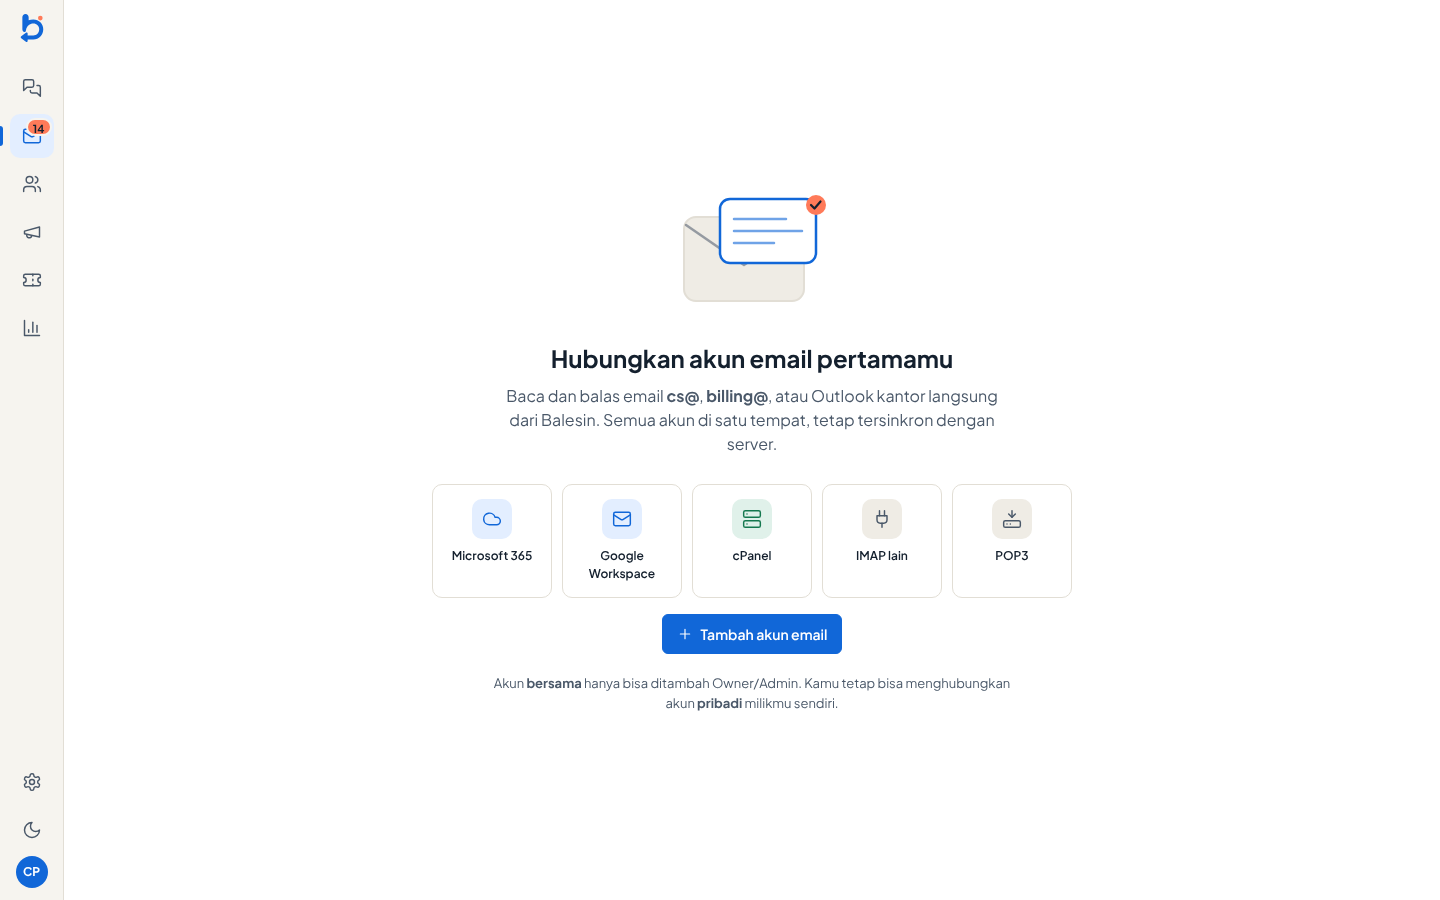 14
Hubungkan akun email pertamamu
Baca dan balas email cs@, billing@, atau Outlook kantor langsung
dari Balesin. Semua akun di satu tempat, tetap tersinkron dengan
server.
Microsoft 365
Google
Workspace
cPanel
IMAP lain
POP3
Tambah akun email
Akun bersama hanya bisa ditambah Owner/Admin. Kamu tetap bisa menghubungkan
akun pribadi milikmu sendiri.
CP